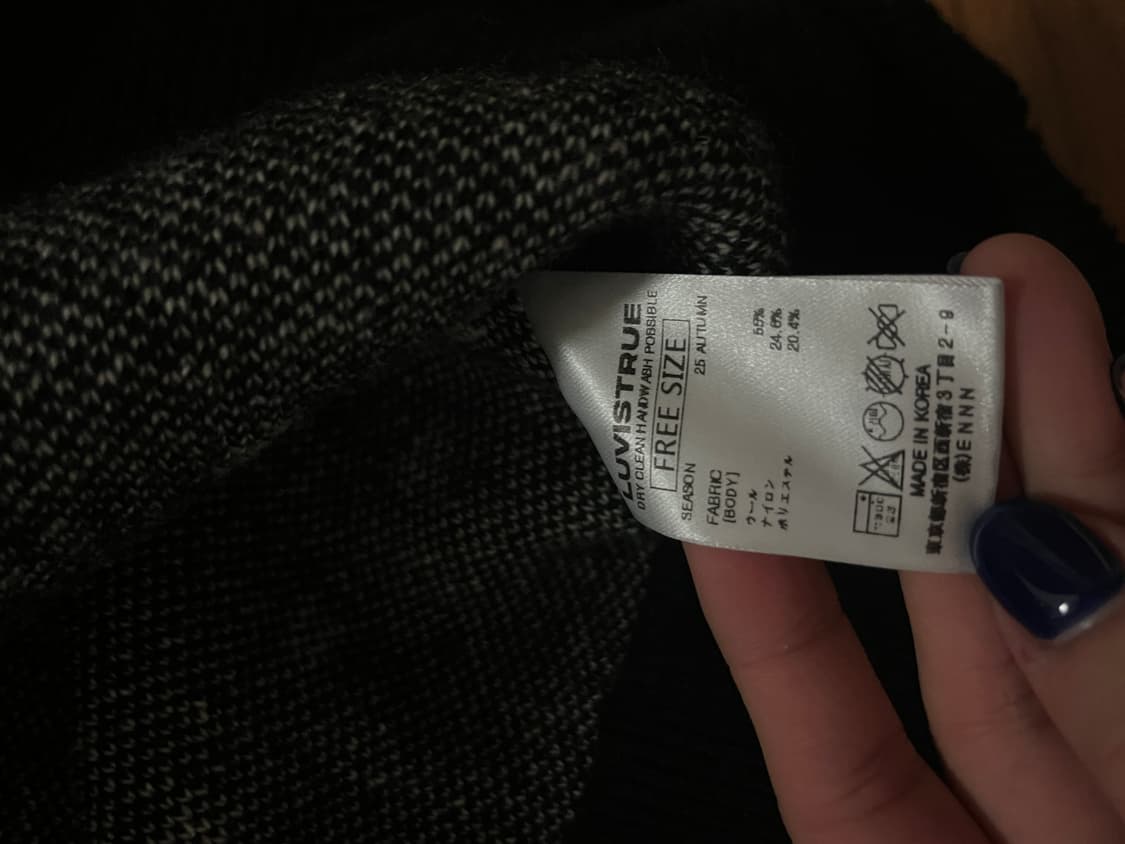 LUVISTRUE
DRY CLEAN HANDWASH POSSIBLE
FREE SIZE
SEASON 25 AUTUMN
FABRIC
[BODY]
ウール 55%
ナイロン 24.6%
ポリエステル 20.4%
MADE IN KOREA
東京都新宿区西新宿3丁目2-9
(株)ENNN